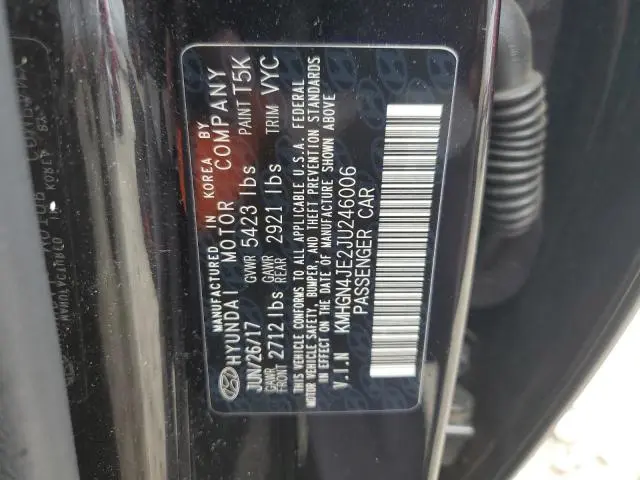 MANUFACTURED IN KOREA BY
HYUNDAI MOTOR COMPANY
JUN/26/17 GVWR 5423 lbs PAINT T5K
GAWR FRONT 2712 lbs GAWR REAR 2921 lbs TRIM VYC
THIS VEHICLE CONFORMS TO ALL APPLICABLE U.S.A. FEDERAL
MOTOR VEHICLE SAFETY, BUMPER, AND THEFT PREVENTION STANDARDS
IN EFFECT ON THE DATE OF MANUFACTURE SHOWN ABOVE
V.I.N KMHGN4JE2JU246006
PASSENGER CAR